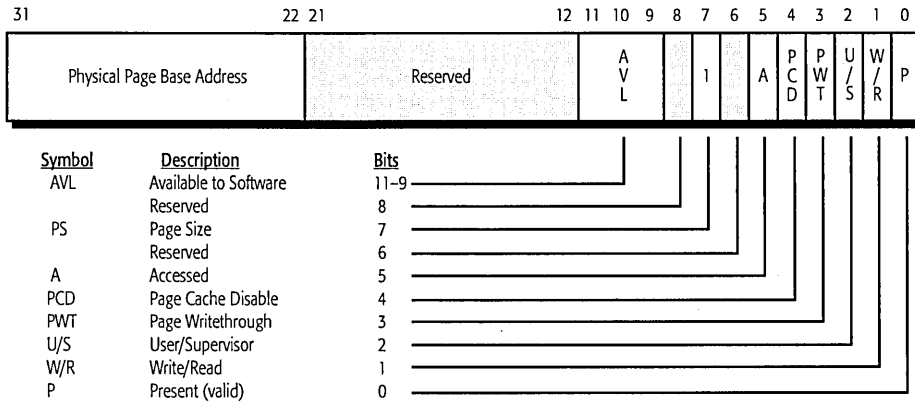 31 22 21 12 11 10 9 8 7 6 5 4 3 2 1 0
Physical Page Base Address Reserved AVL 1 A PCD PWT U/S W/R P
Symbol Description Bits
AVL Available to Software 11–9
Reserved 8
PS Page Size 7
Reserved 6
A Accessed 5
PCD Page Cache Disable 4
PWT Page Writethrough 3
U/S User/Supervisor 2
W/R Write/Read 1
P Present (valid) 0